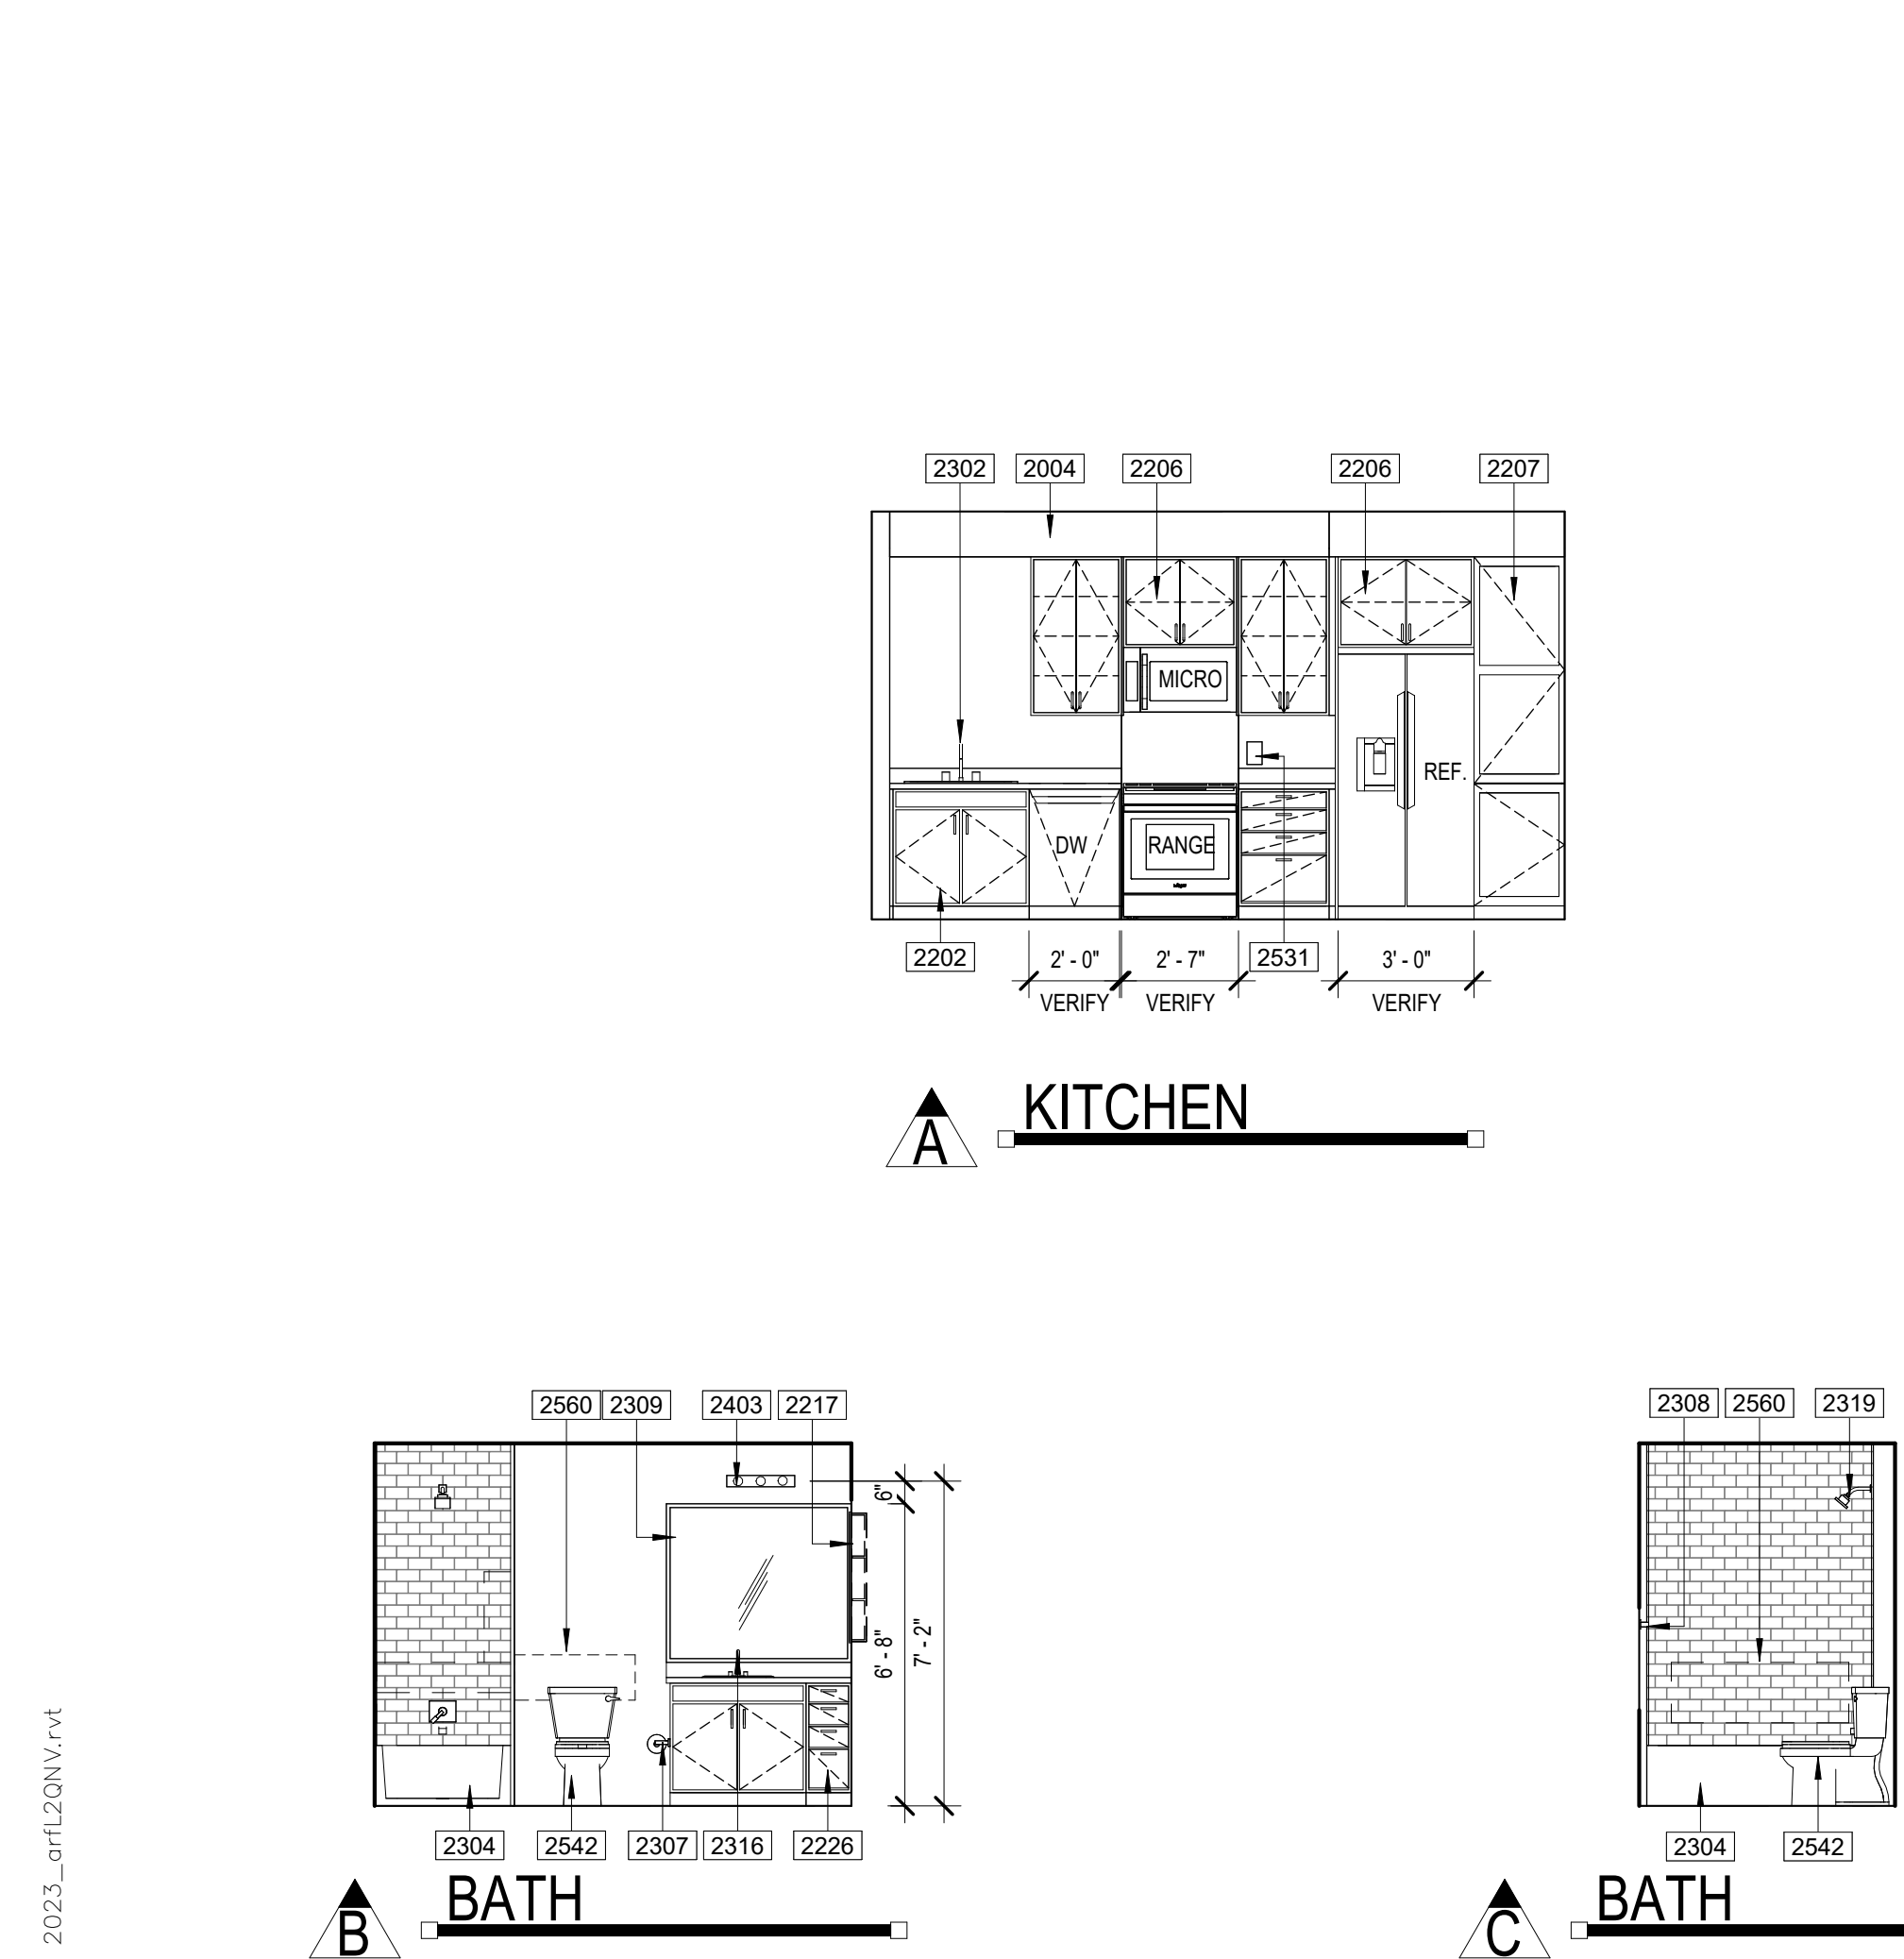 2302 2004 2206 2206 2207
MICRO
REF.
DW RANGE
2202 2' - 0" 2' - 7" 2531 3' - 0"
VERIFY VERIFY VERIFY
A KITCHEN
2560 2309 2403 2217
6"
6' - 8"
7' - 2"
2304 2542 2307 2316 2226
B BATH
2308 2560 2319
2304 2542
C BATH
2023_arfL2QNV.rvt